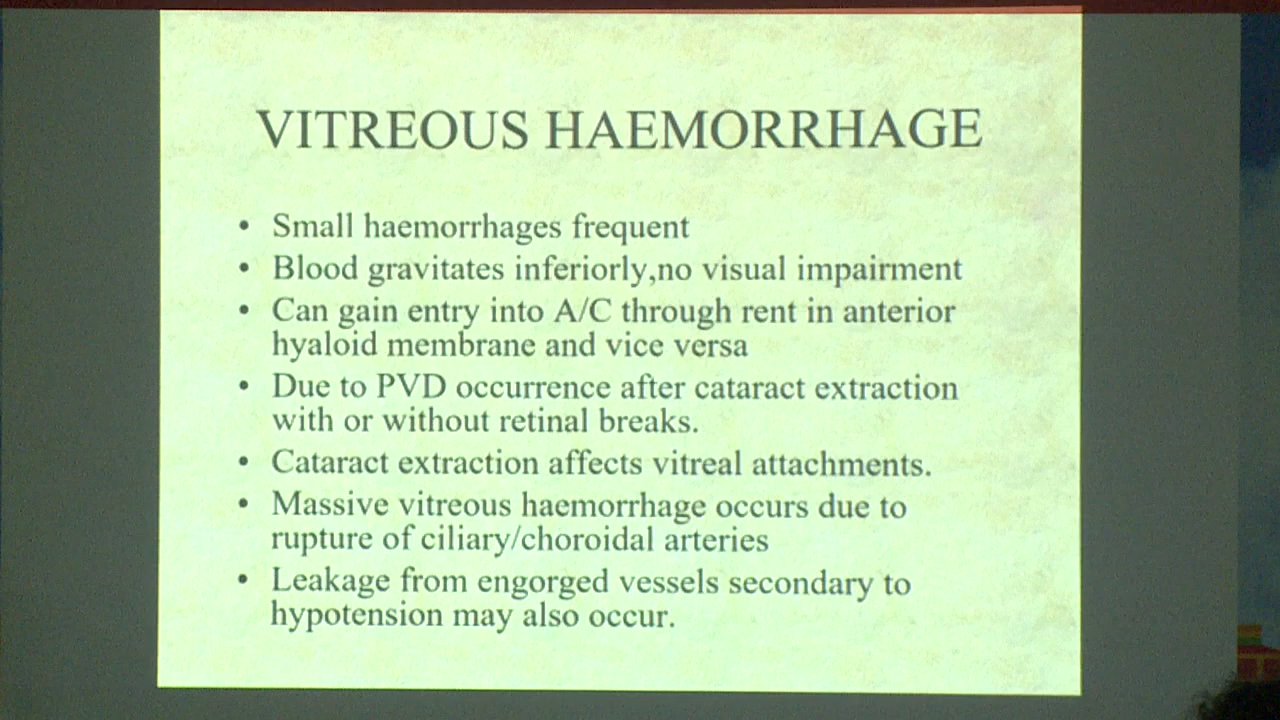 VITREOUS HAEMORRHAGE
• Small haemorrhages frequent
• Blood gravitates inferiorly,no visual impairment
• Can gain entry into A/C through rent in anterior
hyaloid membrane and vice versa
• Due to PVD occurrence after cataract extraction
with or without retinal breaks.
• Cataract extraction affects vitreal attachments.
• Massive vitreous haemorrhage occurs due to
rupture of ciliary/choroidal arteries
• Leakage from engorged vessels secondary to
hypotension may also occur.